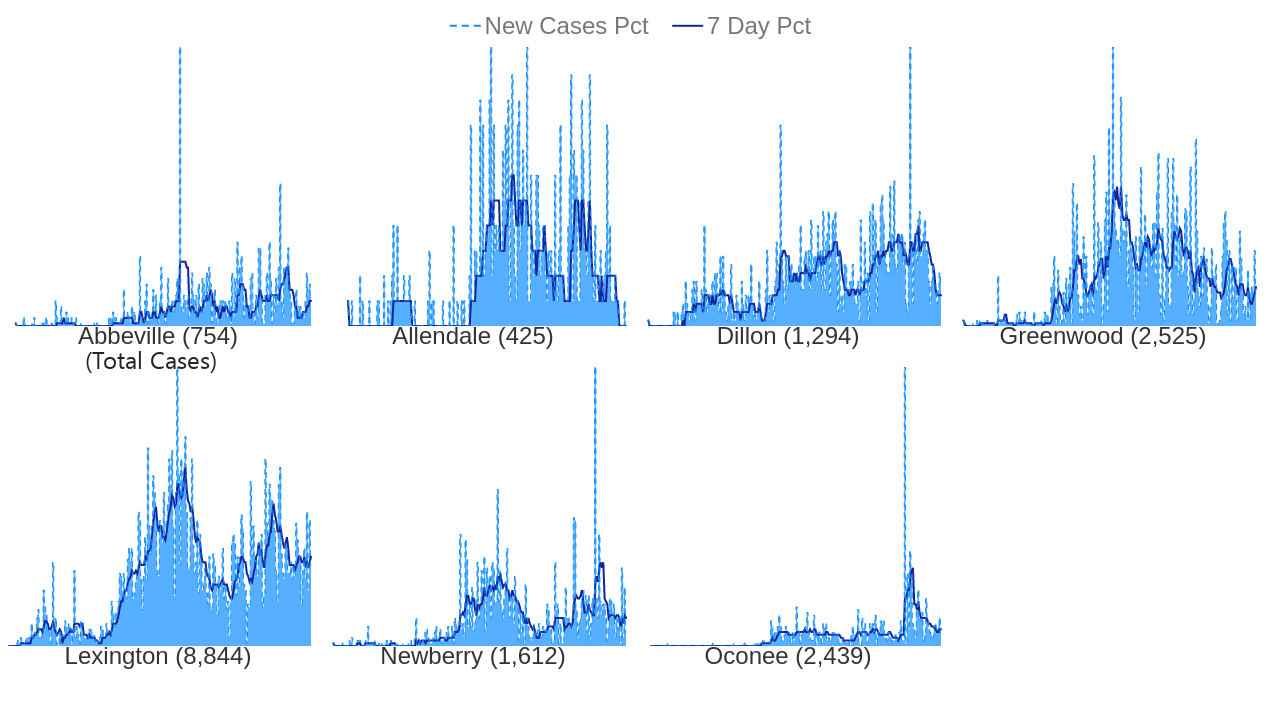 New Cases Pct 7 Day Pct
Abbeville (754) Allendale (425) Dillon (1,294) Greenwood (2,525)
(Total Cases)
Lexington (8,844) Newberry (1,612) Oconee (2,439)